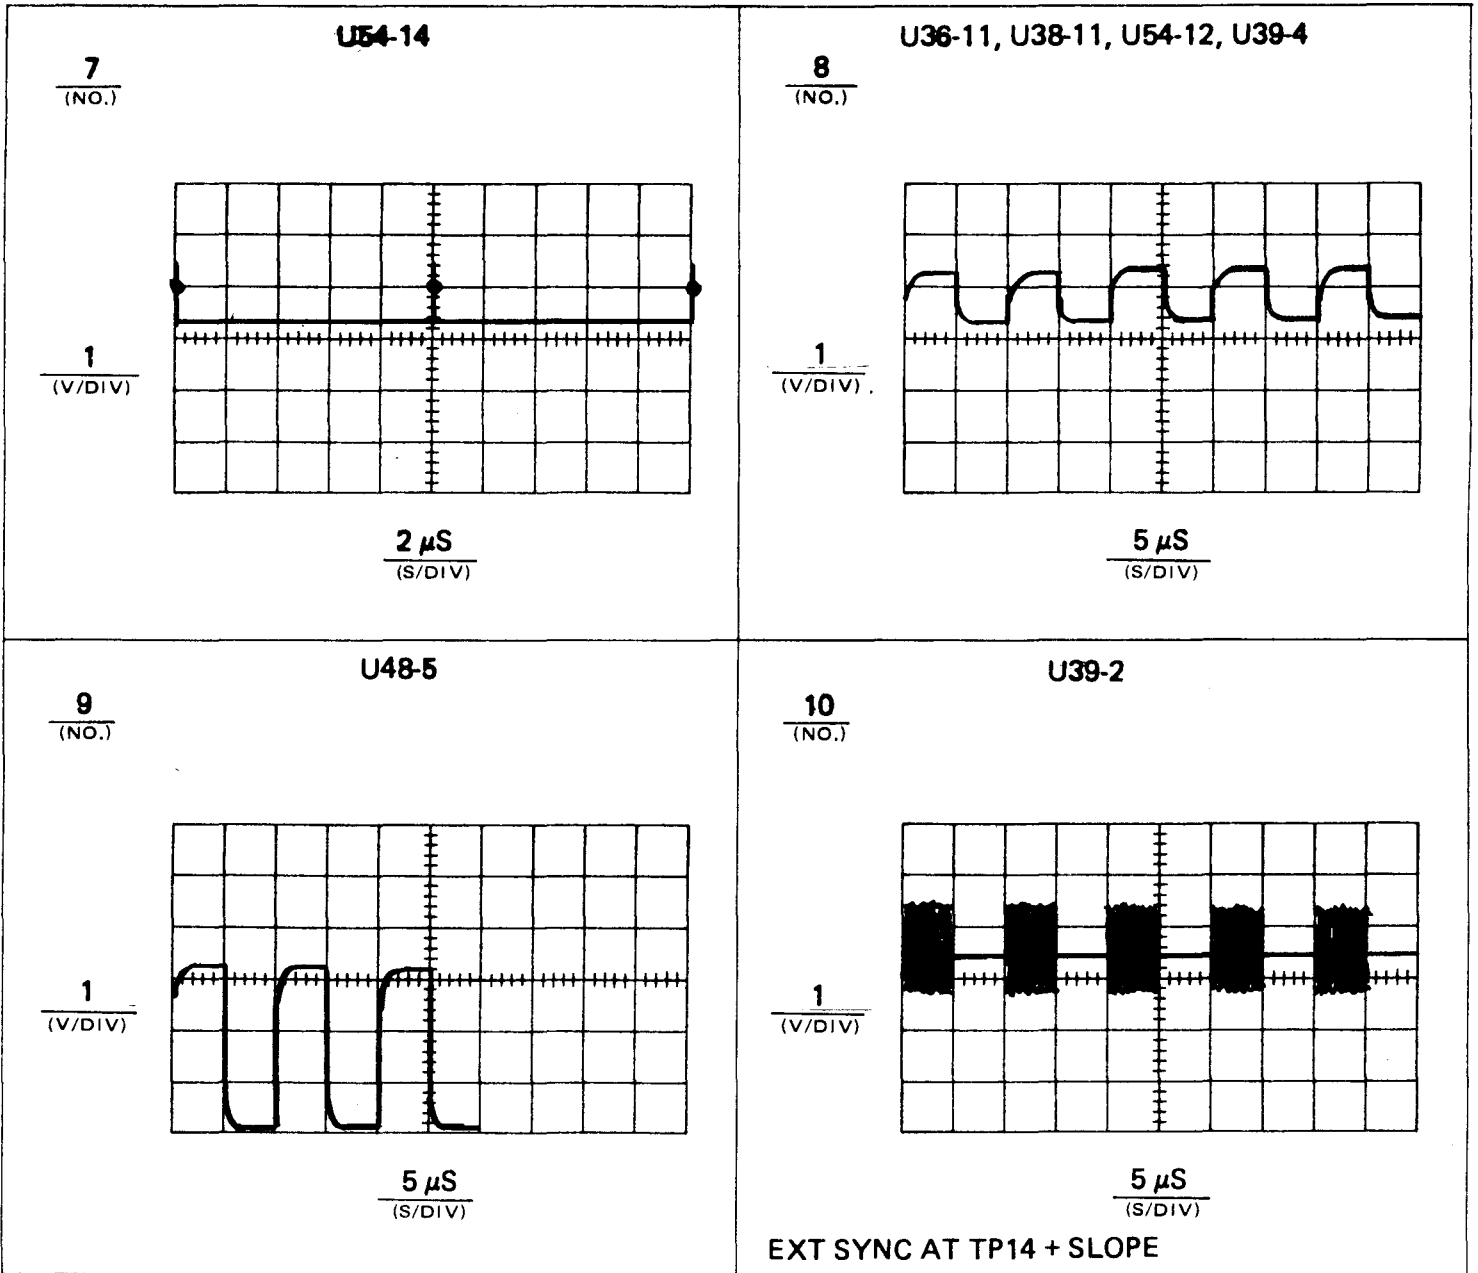 U54-14
7
(NO.)
1
(V/DIV)
2 μS
(S/DIV)
U36-11, U38-11, U54-12, U39-4
8
(NO.)
1
(V/DIV)
5 μS
(S/DIV)
U48-5
9
(NO.)
1
(V/DIV)
5 μS
(S/DIV)
U39-2
10
(NO.)
1
(V/DIV)
5 μS
(S/DIV)
EXT SYNC AT TP14 + SLOPE